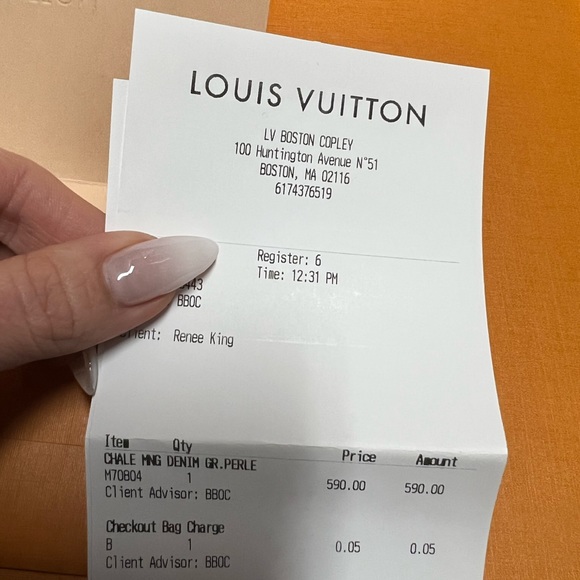 LOUIS VUITTON
LV BOSTON COPLEY
100 Huntington Avenue N°51
BOSTON, MA 02116
6174376519
Register: 6
Time: 12:31 PM
BBOC
Renee King
Item Qty Price Amount
CHALE MNG DENIM GR.PERLE
M70804 1 590.00 590.00
Client Advisor: BBOC
Checkout Bag Charge
B 1 0.05 0.05
Client Advisor: BBOC